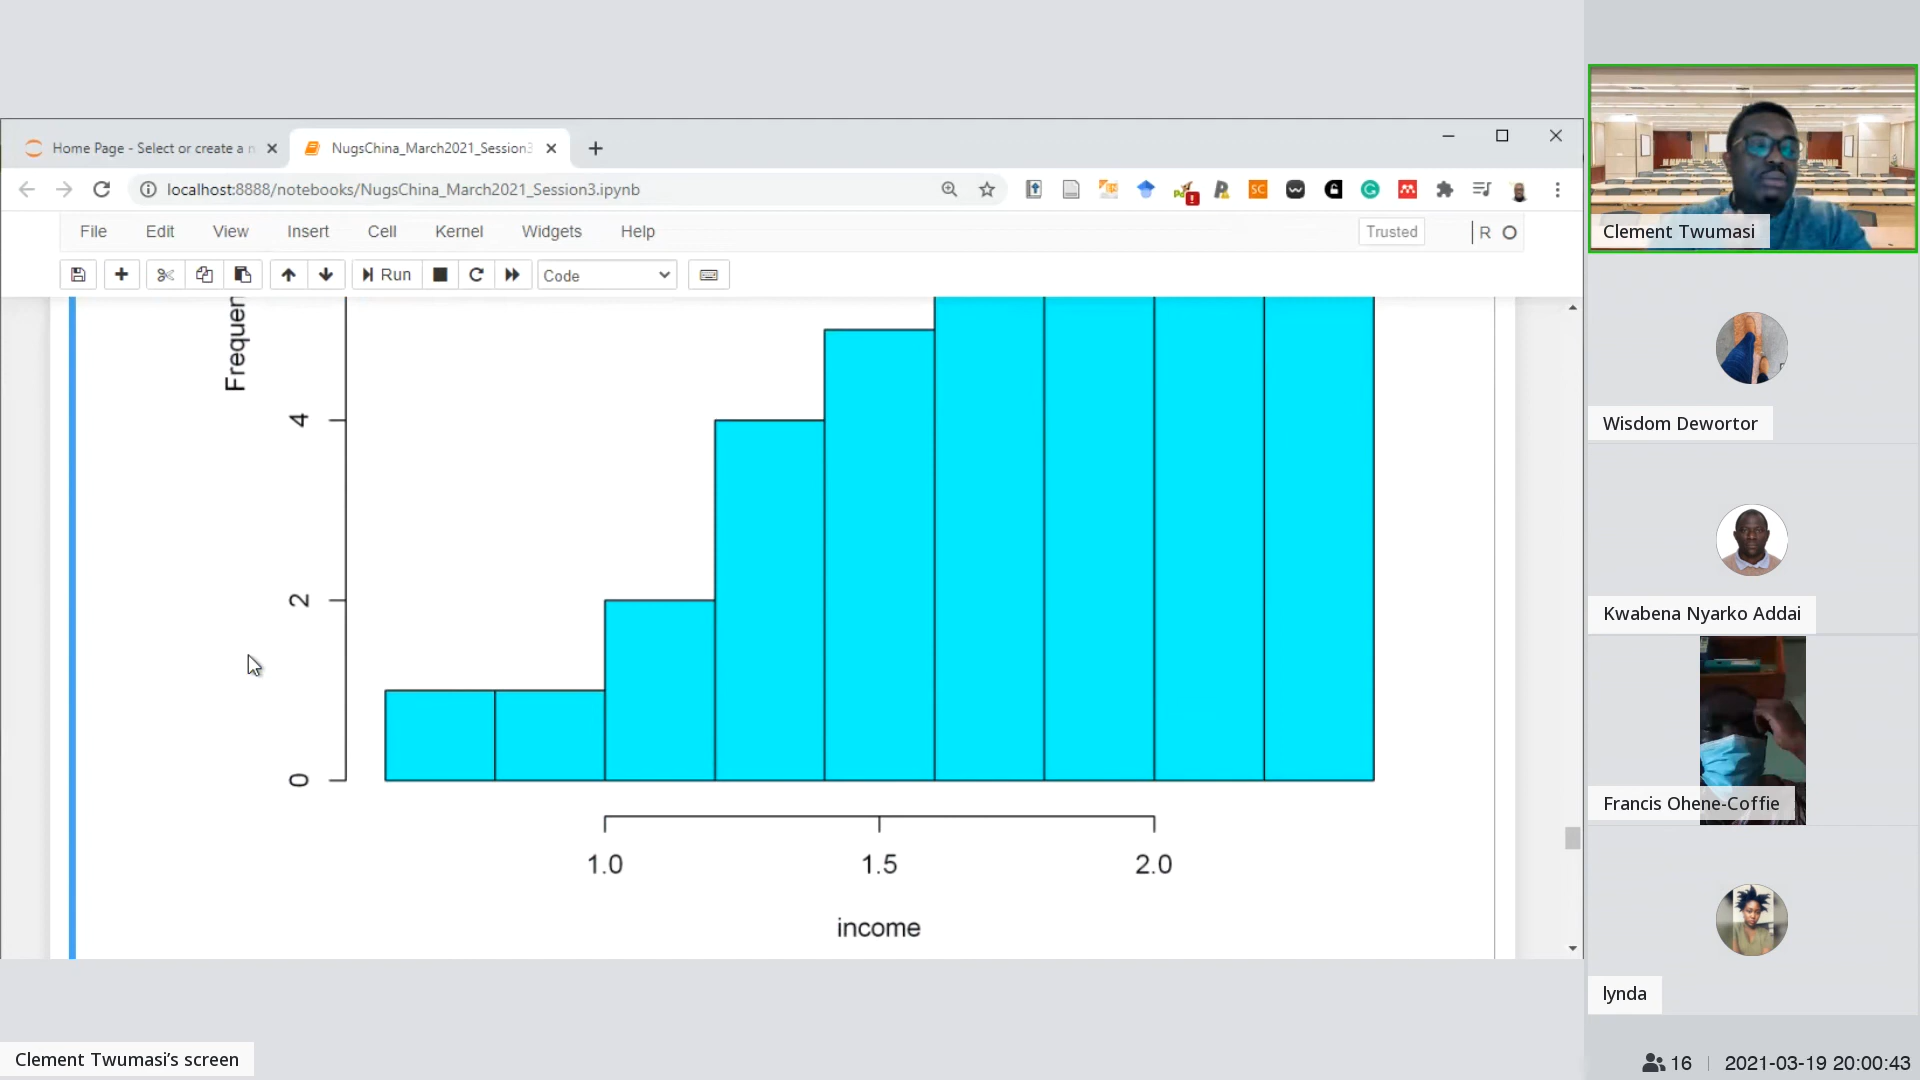 Home Page - Select or create a n
NugsChina_March2021_Session3
localhost:8888/notebooks/NugsChina_March2021_Session3.ipynb
File Edit View Insert Cell Kernel Widgets Help
Trusted
R
Run
Code
Frequen
4
2
0
1.0 1.5 2.0
income
Clement Twumasi
Wisdom Dewortor
Kwabena Nyarko Addai
Francis Ohene-Coffie
lynda
Clement Twumasi's screen
16
2021-03-19 20:00:43